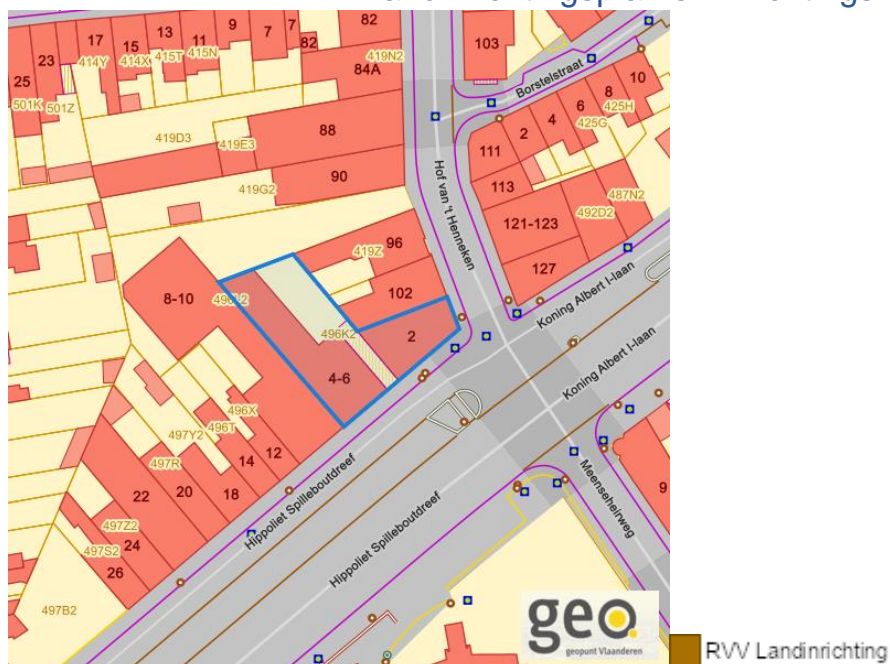 82
17
13
9
7
7
15
11
82
103
414Y
415T
415N
419N2
25
23
414X
84A
Borstelstraat
501K
501Z
10
8
6
425H
4
425G
88
2
419D3
419E3
111
90
419G2
113
Hof van 't Henneken
487N2
121-123
492D2
96
419Z
127
8-10
102
496K2
2
Koning Albert I-laan
4-6
Koning Albert I-laan
496X
496T
497Y2
12
14
497R
18
20
22
Meenseheirweg
9
Hippoliet Spilleboutdreef
Hippoliet Spilleboutdreef
497Z2
24
497S2
26
497B2
geo
geopunt Vlaanderen
RVV Landinrichting